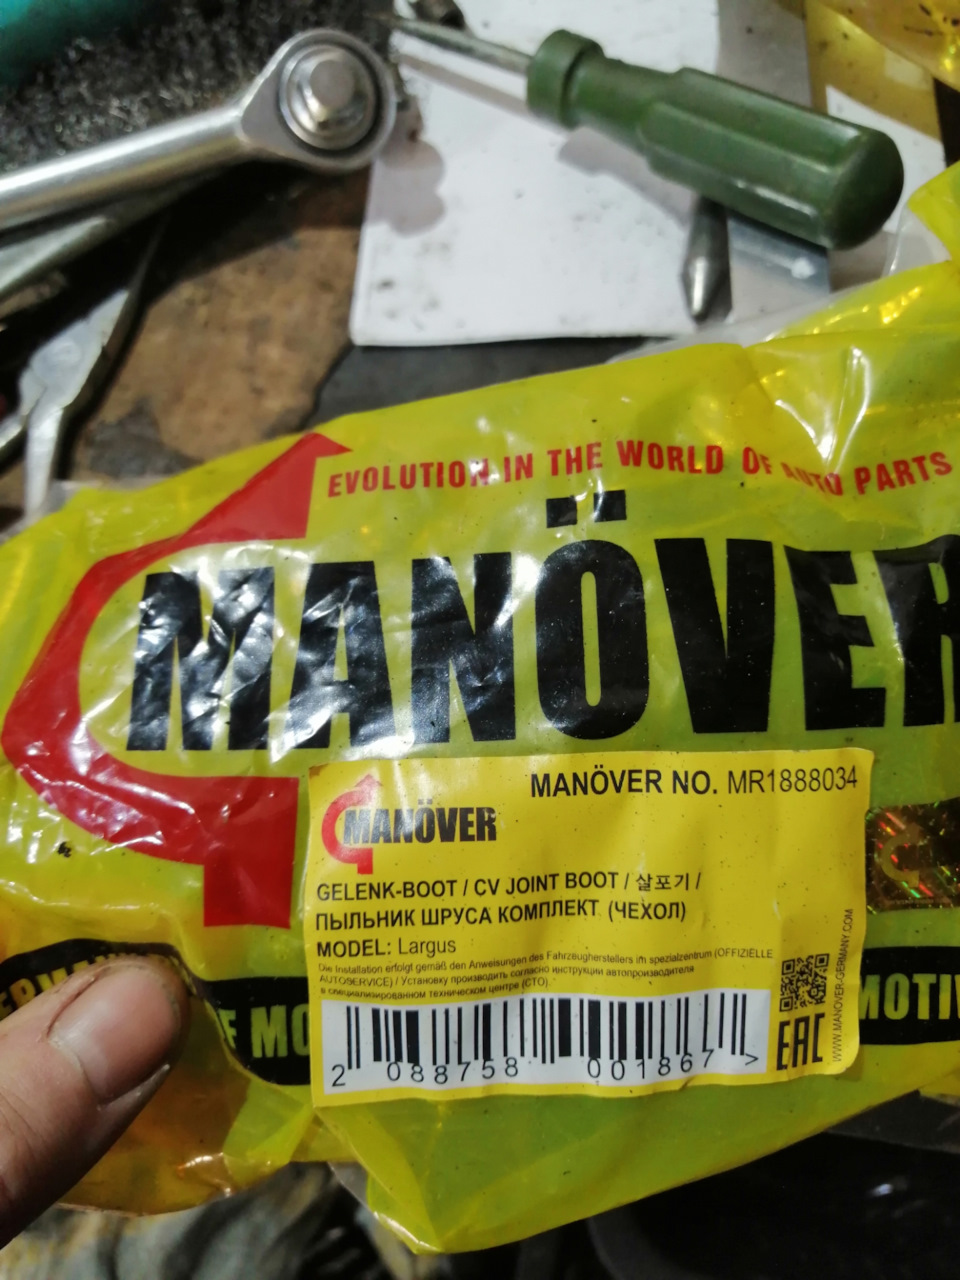 EVOLUTION IN THE WORLD OF AUTO PARTS
MANÖVER
MANÖVER NO. MR1888034
MANÖVER
GELENK-BOOT / CV JOINT BOOT / 살포기 /
ПЫЛЬНИК ШРУСА КОМПЛЕКТ (ЧЕХОЛ)
MODEL: Largus
Die Installation erfolgt gemäß den Anweisungen des Fahrzeugherstellers im spezialzentrum (OFFIZIELLE
AUTOSERVICE) / Установку производить согласно инструкции автопроизводителя
в специализированном техническом центре (СТО).
2 088758 001867 >
EAC
WWW.MANOVER-GERMANY.COM